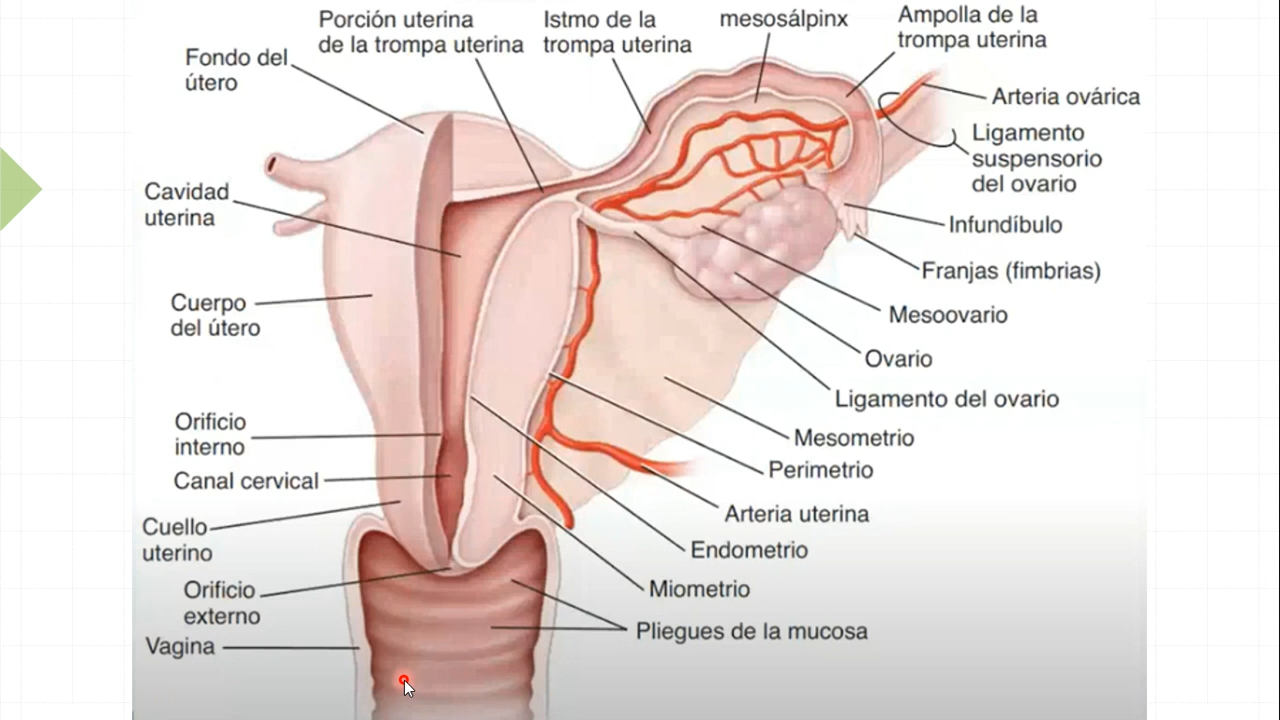 Porción uterina
de la trompa uterina
Istmo de la
trompa uterina
mesosálpinx
Ampolla de la
trompa uterina
Fondo del
útero
Arteria ovárica
Ligamento
suspensorio
del ovario
Cavidad
uterina
Infundíbulo
Franjas (fimbrias)
Cuerpo
del útero
Mesoovario
Ovario
Ligamento del ovario
Orificio
interno
Mesometrio
Perimetrio
Canal cervical
Arteria uterina
Cuello
uterino
Endometrio
Orificio
externo
Miometrio
Pliegues de la mucosa
Vagina